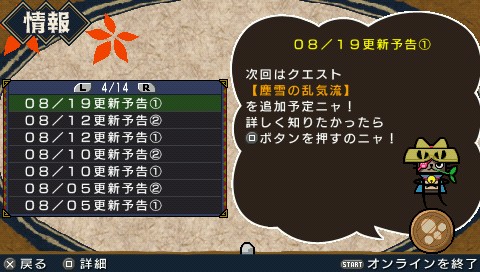 情報
L 4/14 R
08／19更新予告①
08／12更新予告②
08／12更新予告①
08／10更新予告②
08／10更新予告①
08／05更新予告②
08／05更新予告①
08／19更新予告①
次回はクエスト
【塵雪の乱気流】
を追加予定ニャ！
詳しく知りたかったら
□ボタンを押すのニャ！
×戻る □詳細
START オンラインを終了